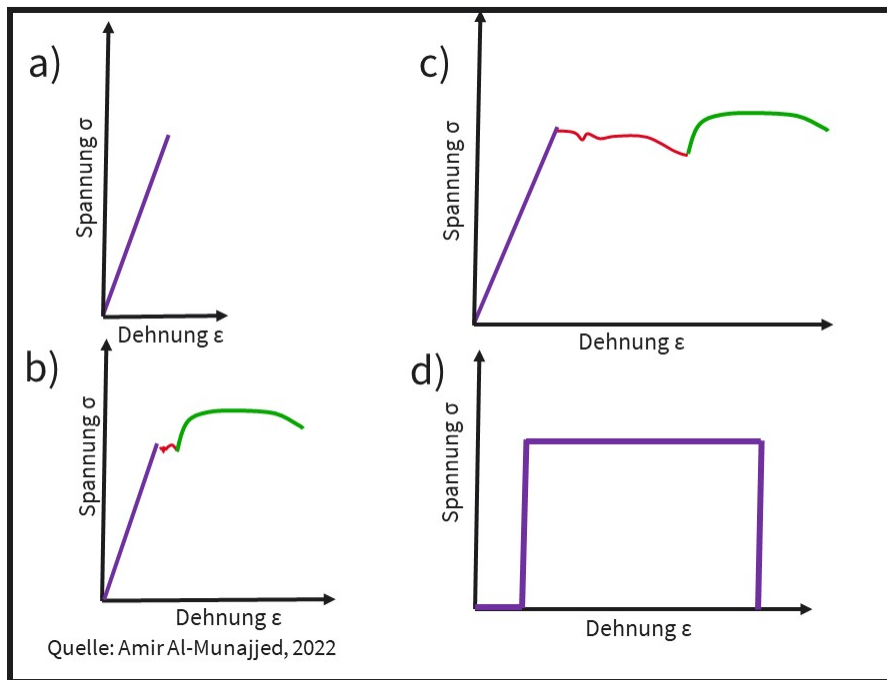 a)
Spannung σ
Dehnung ε
b)
Spannung σ
Dehnung ε
Quelle: Amir Al-Munajjed, 2022
c)
Spannung σ
Dehnung ε
d)
Spannung σ
Dehnung ε